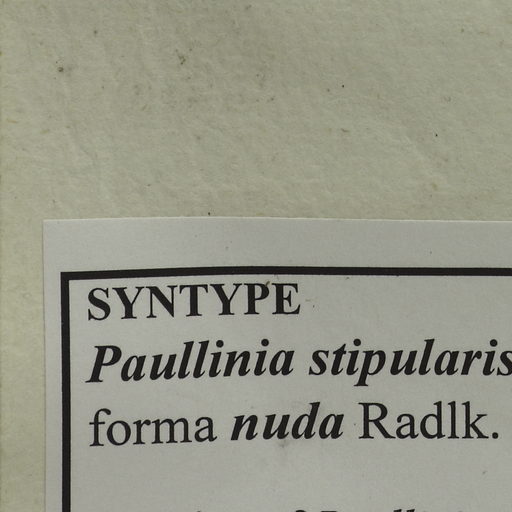 SYNTYPE
Paullinia stipularis
forma nuda Radlk.